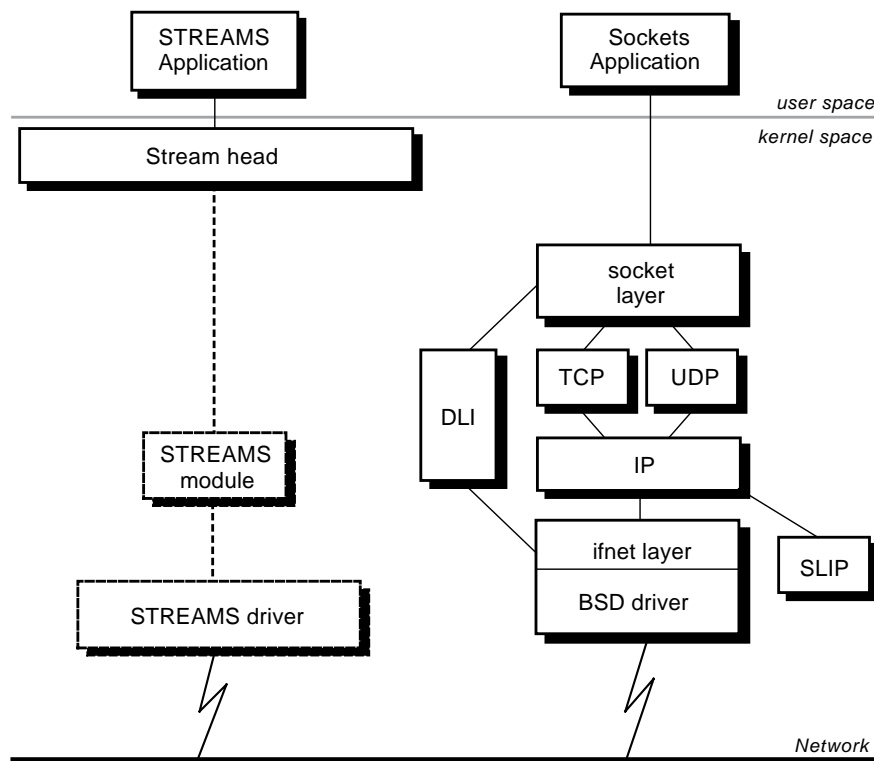 STREAMS
Application
Sockets
Application
user space
kernel space
Stream head
socket
layer
TCP
UDP
DLI
STREAMS
module
IP
ifnet layer
SLIP
STREAMS driver
BSD driver
Network